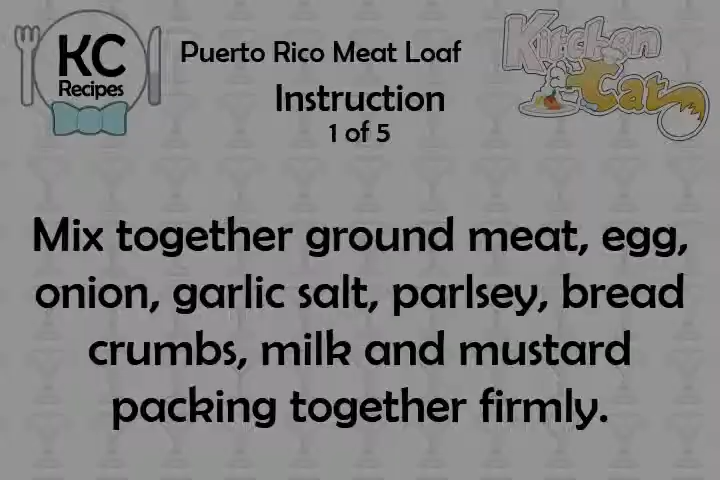 KC
Recipes
Puerto Rico Meat Loaf
Instruction
1 of 5
Kitchen
Cat
Mix together ground meat, egg,
onion, garlic salt, parlsey, bread
crumbs, milk and mustard
packing together firmly.